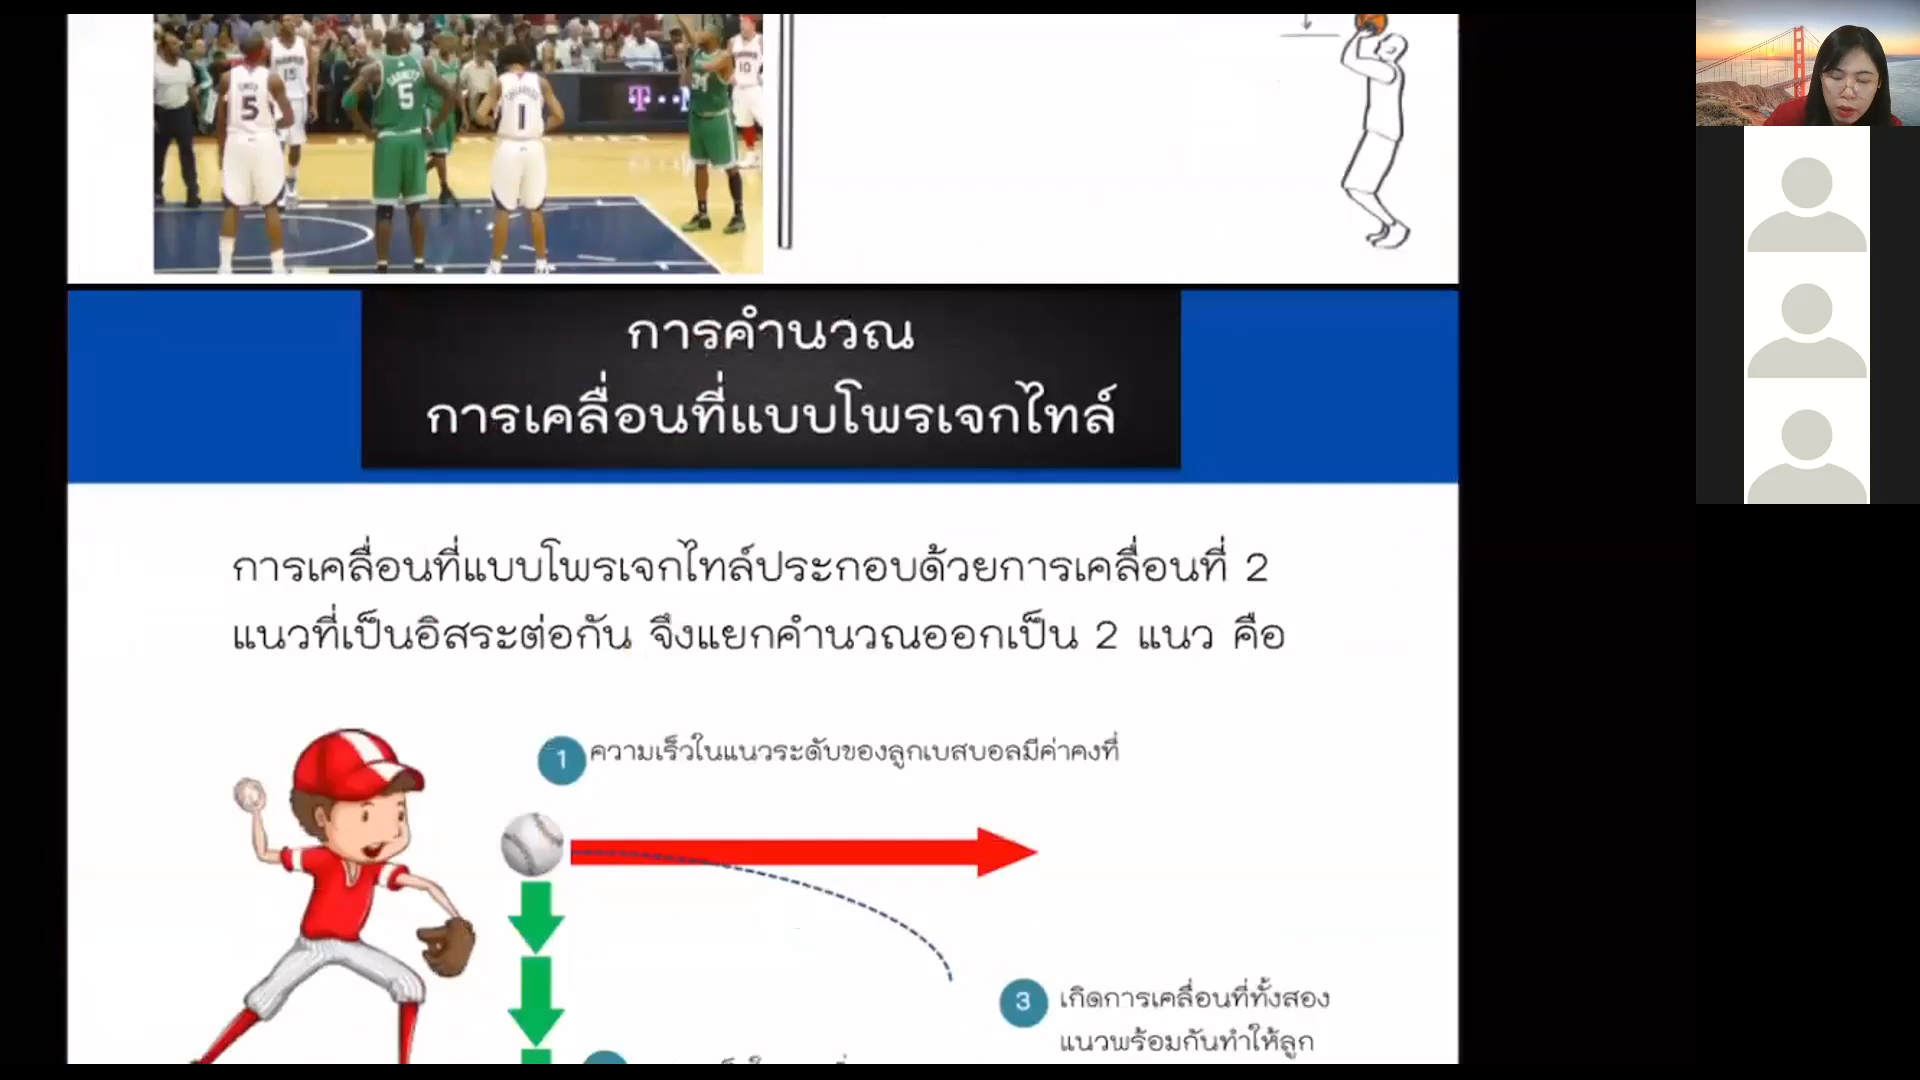 5
15
GARNETT
5
1
34
10
T
การคำนวณ
การเคลื่อนที่แบบโพรเจกไทล์
การเคลื่อนที่แบบโพรเจกไทล์ประกอบด้วยการเคลื่อนที่ 2
แนวที่เป็นอิสระต่อกัน จึงแยกคำนวณออกเป็น 2 แนว คือ
1 ความเร็วในแนวระดับของลูกเบสบอลมีค่าคงที่
3 เกิดการเคลื่อนที่ทั้งสอง
แนวพร้อมกันทำให้ลูก